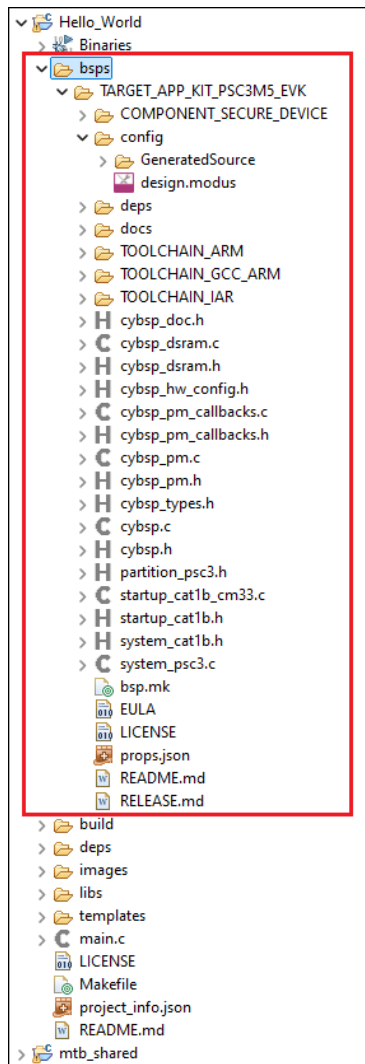 Hello_World
Binaries
bsps
TARGET_APP_KIT_PSC3M5_EVK
COMPONENT_SECURE_DEVICE
config
GeneratedSource
design.modus
deps
docs
TOOLCHAIN_ARM
TOOLCHAIN_GCC_ARM
TOOLCHAIN_IAR
cybsp_doc.h
cybsp_dsram.c
cybsp_dsram.h
cybsp_hw_config.h
cybsp_pm_callbacks.c
cybsp_pm_callbacks.h
cybsp_pm.c
cybsp_pm.h
cybsp_types.h
cybsp.c
cybsp.h
partition_psc3.h
startup_cat1b_cm33.c
startup_cat1b.h
system_cat1b.h
system_psc3.c
bsp.mk
EULA
LICENSE
props.json
README.md
RELEASE.md
build
deps
images
libs
templates
main.c
LICENSE
Makefile
project_info.json
README.md
mtb_shared